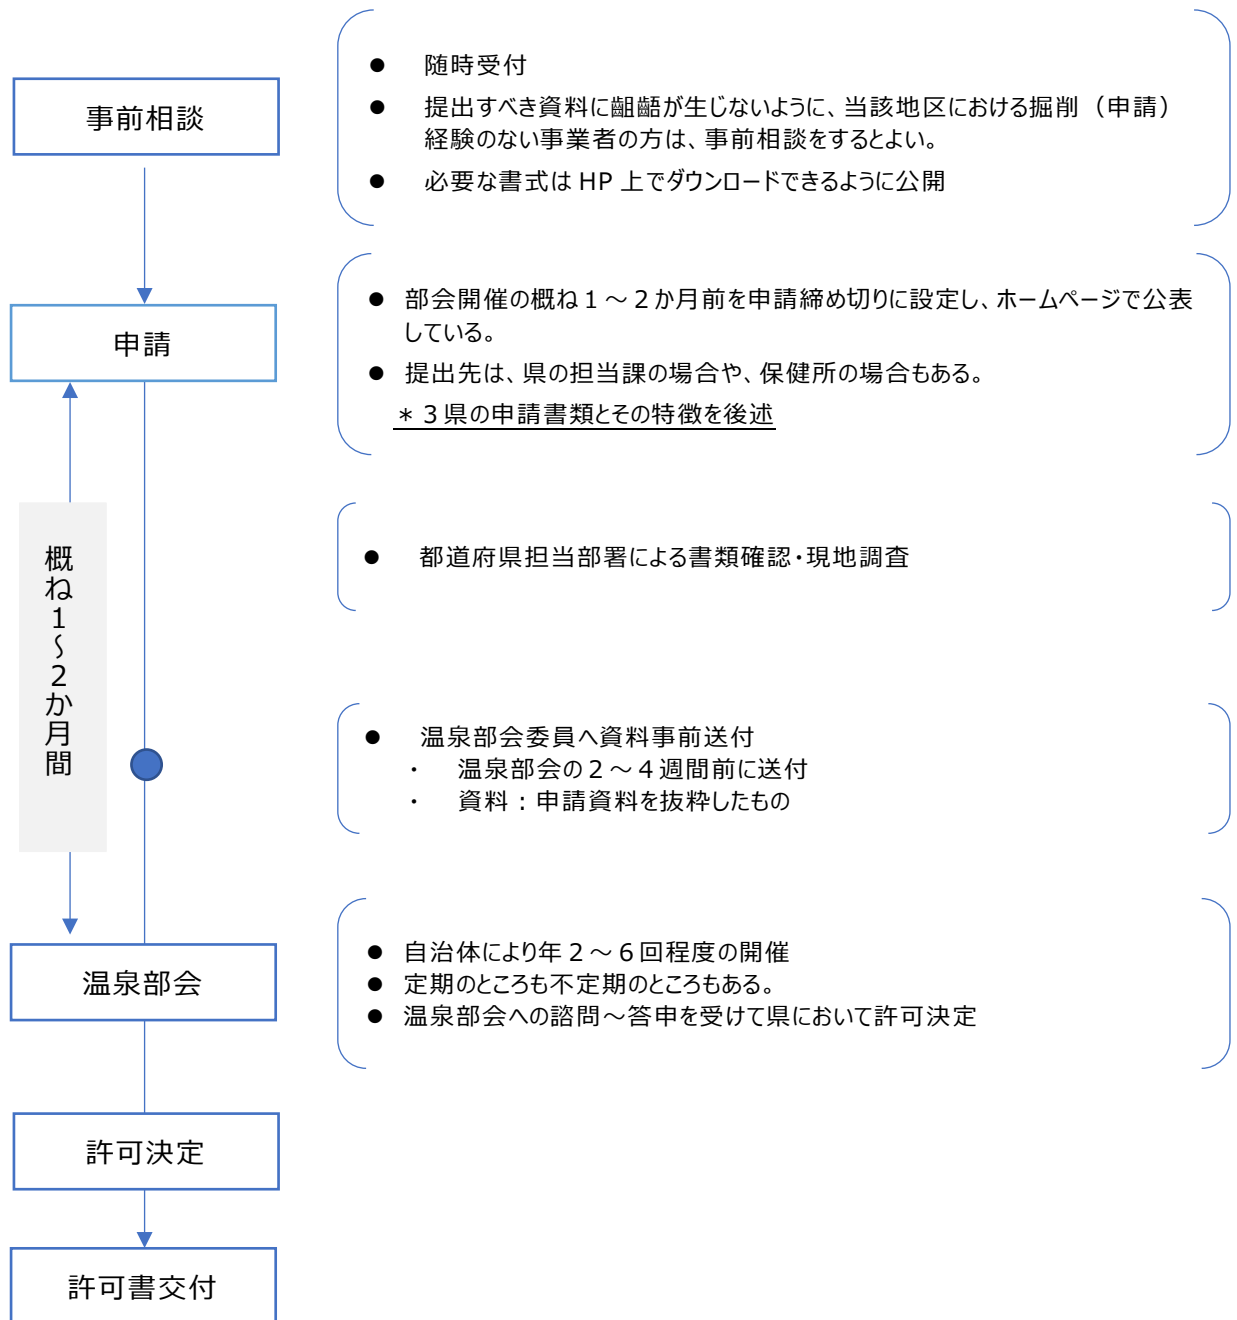 事前相談
● 随時受付
● 提出すべき資料に齟齬が生じないように、当該地区における掘削（申請）
経験のない事業者の方は、事前相談をするとよい。
● 必要な書式は HP 上でダウンロードできるように公開
申請
● 部会開催の概ね１～２か月前を申請締め切りに設定し、ホームページで公表
している。
● 提出先は、県の担当課の場合や、保健所の場合もある。
＊３県の申請書類とその特徴を後述
概ね1～2か月間
● 都道府県担当部署による書類確認・現地調査
● 温泉部会委員へ資料事前送付
・ 温泉部会の２～４週間前に送付
・ 資料：申請資料を抜粋したもの
温泉部会
● 自治体により年２～６回程度の開催
● 定期のところも不定期のところもある。
● 温泉部会への諮問～答申を受けて県において許可決定
許可決定
許可書交付